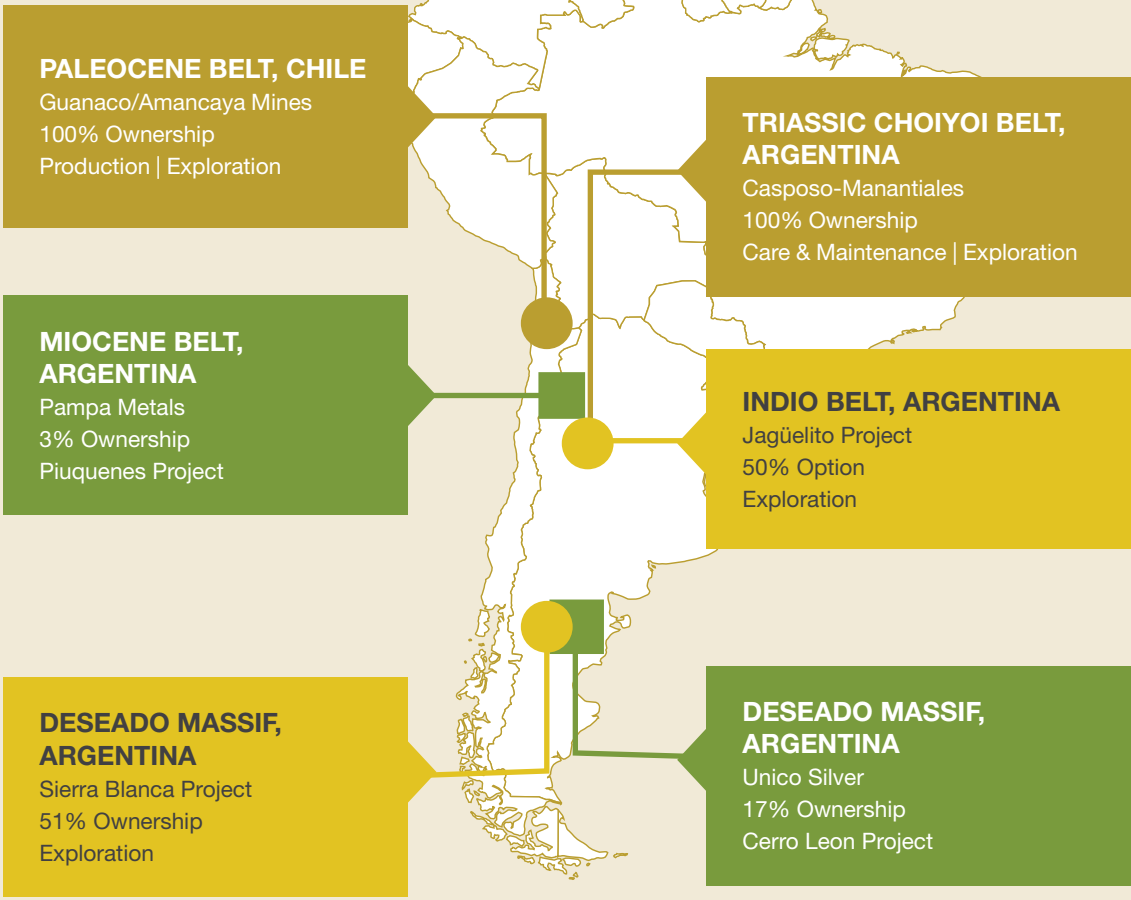 PALEOCENE BELT, CHILE
Guanaco/Amancaya Mines
100% Ownership
Production | Exploration
TRIASSIC CHOIYOI BELT,
ARGENTINA
Casposo-Manantiales
100% Ownership
Care & Maintenance | Exploration
MIOCENE BELT,
ARGENTINA
Pampa Metals
3% Ownership
Piuquenes Project
INDIO BELT, ARGENTINA
Jagüelito Project
50% Option
Exploration
DESEADO MASSIF,
ARGENTINA
Sierra Blanca Project
51% Ownership
Exploration
DESEADO MASSIF,
ARGENTINA
Unico Silver
17% Ownership
Cerro Leon Project